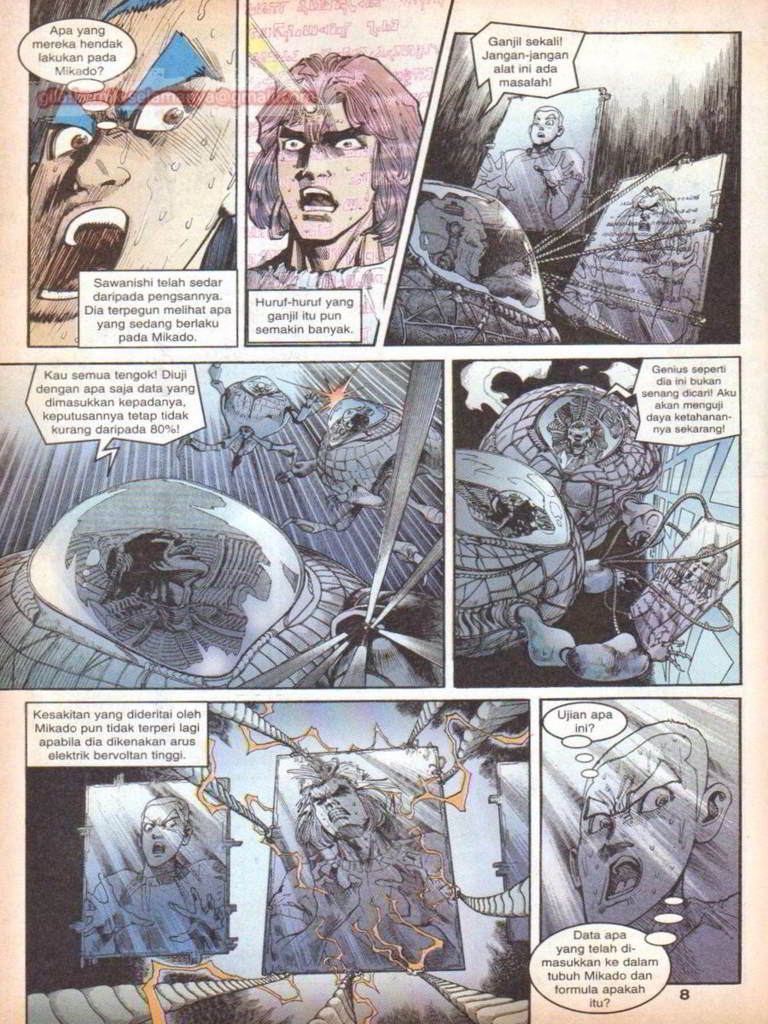 Apa yang
mereka hendak
lakukan pada
Mikado?
Sawanishi telah sedar
daripada pengsannya.
Dia terpegun melihat apa
yang sedang berlaku
pada Mikado.
Huruf-huruf yang
ganjil itu pun
semakin banyak.
Ganjil sekali!
Jangan-jangan
alat ini ada
masalah!
Kau semua tengok! Diuji
dengan apa saja data yang
dimasukkan kepadanya,
keputusannya tetap tidak
kurang daripada 80%!
Genius seperti
dia ini bukan
senang dicari! Aku
akan menguji
daya ketahanan-
nya sekarang!
Kesakitan yang dideritai oleh
Mikado pun tidak terperi lagi
apabila dia dikenakan arus
elektrik bervoltan tinggi.
Ujian apa
ini?
Data apa
yang telah di-
masukkan ke dalam
tubuh Mikado dan
formula apakah
itu?
8